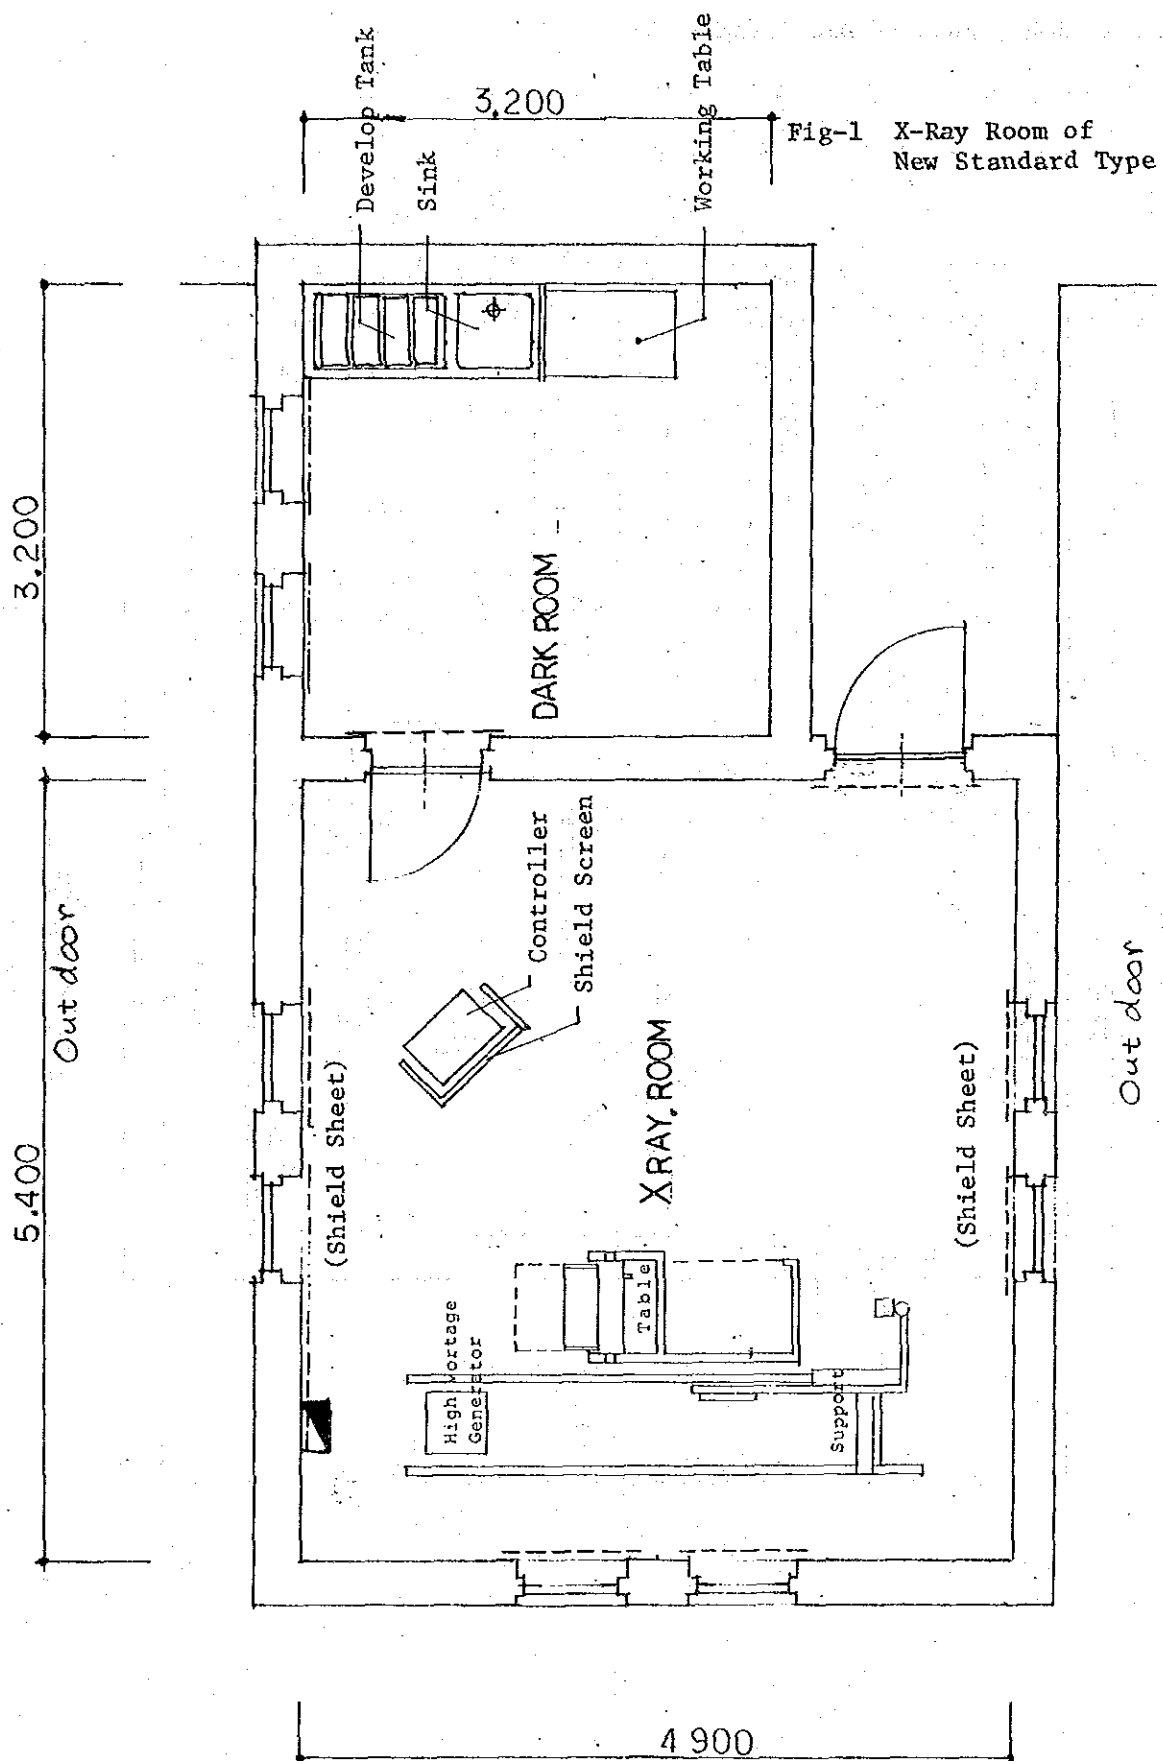 Fig-1 X-Ray Room of
New Standard Type
3.200
Develop Tank
Sink
Working Table
3.200
DARK ROOM
Out door
5.400
Controller
Shield Screen
(Shield Sheet)
X RAY, ROOM
(Shield Sheet)
Out door
Table
High Vortage
Generator
Support
4 900